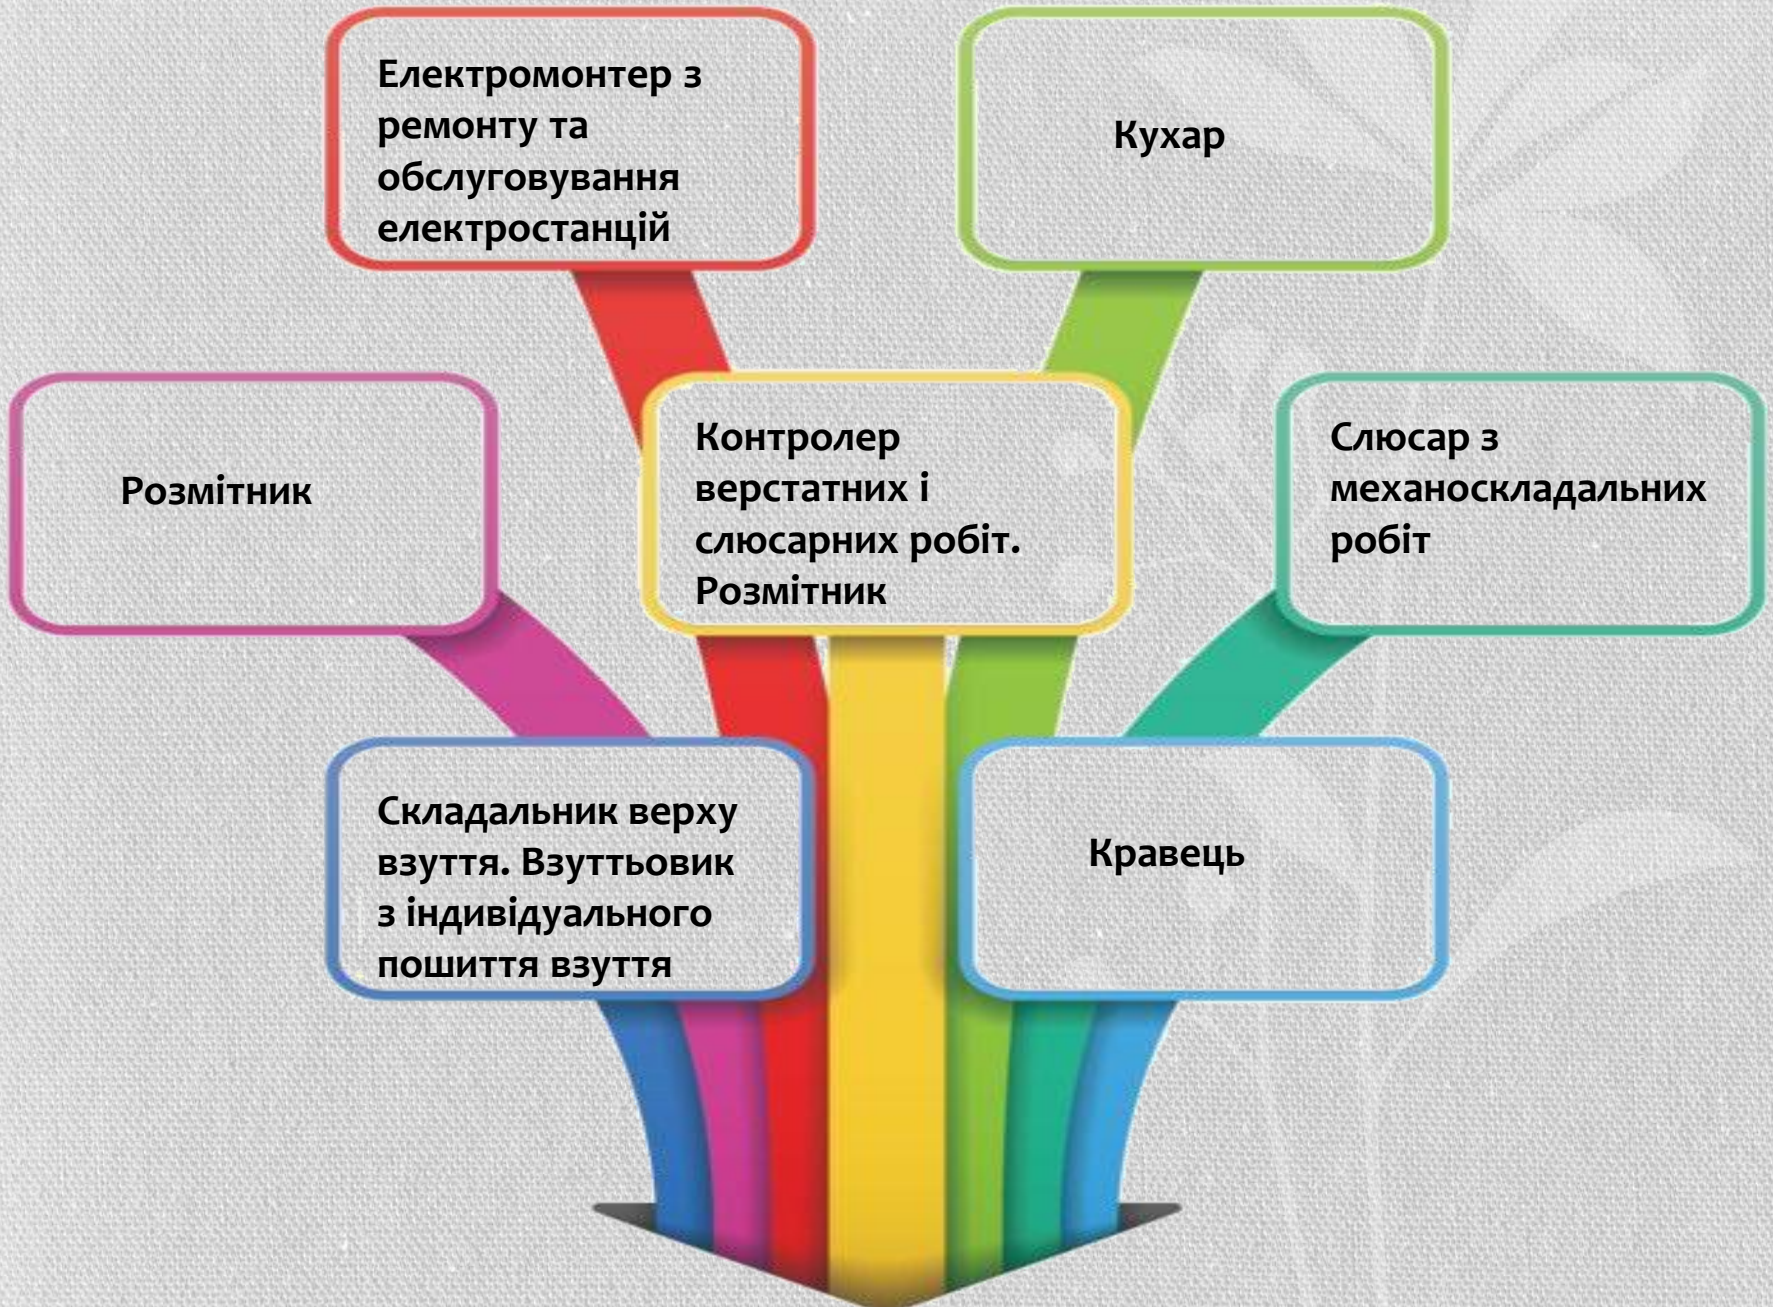 Електромонтер з
ремонту та
обслуговування
електростанцій
Кухар
Розмітник
Контролер
верстатних і
слюсарних робіт.
Розмітник
Слюсар з
механоскладальних
робіт
Складальник верху
взуття. Взуттьовик
з індивідуального
пошиття взуття
Кравець